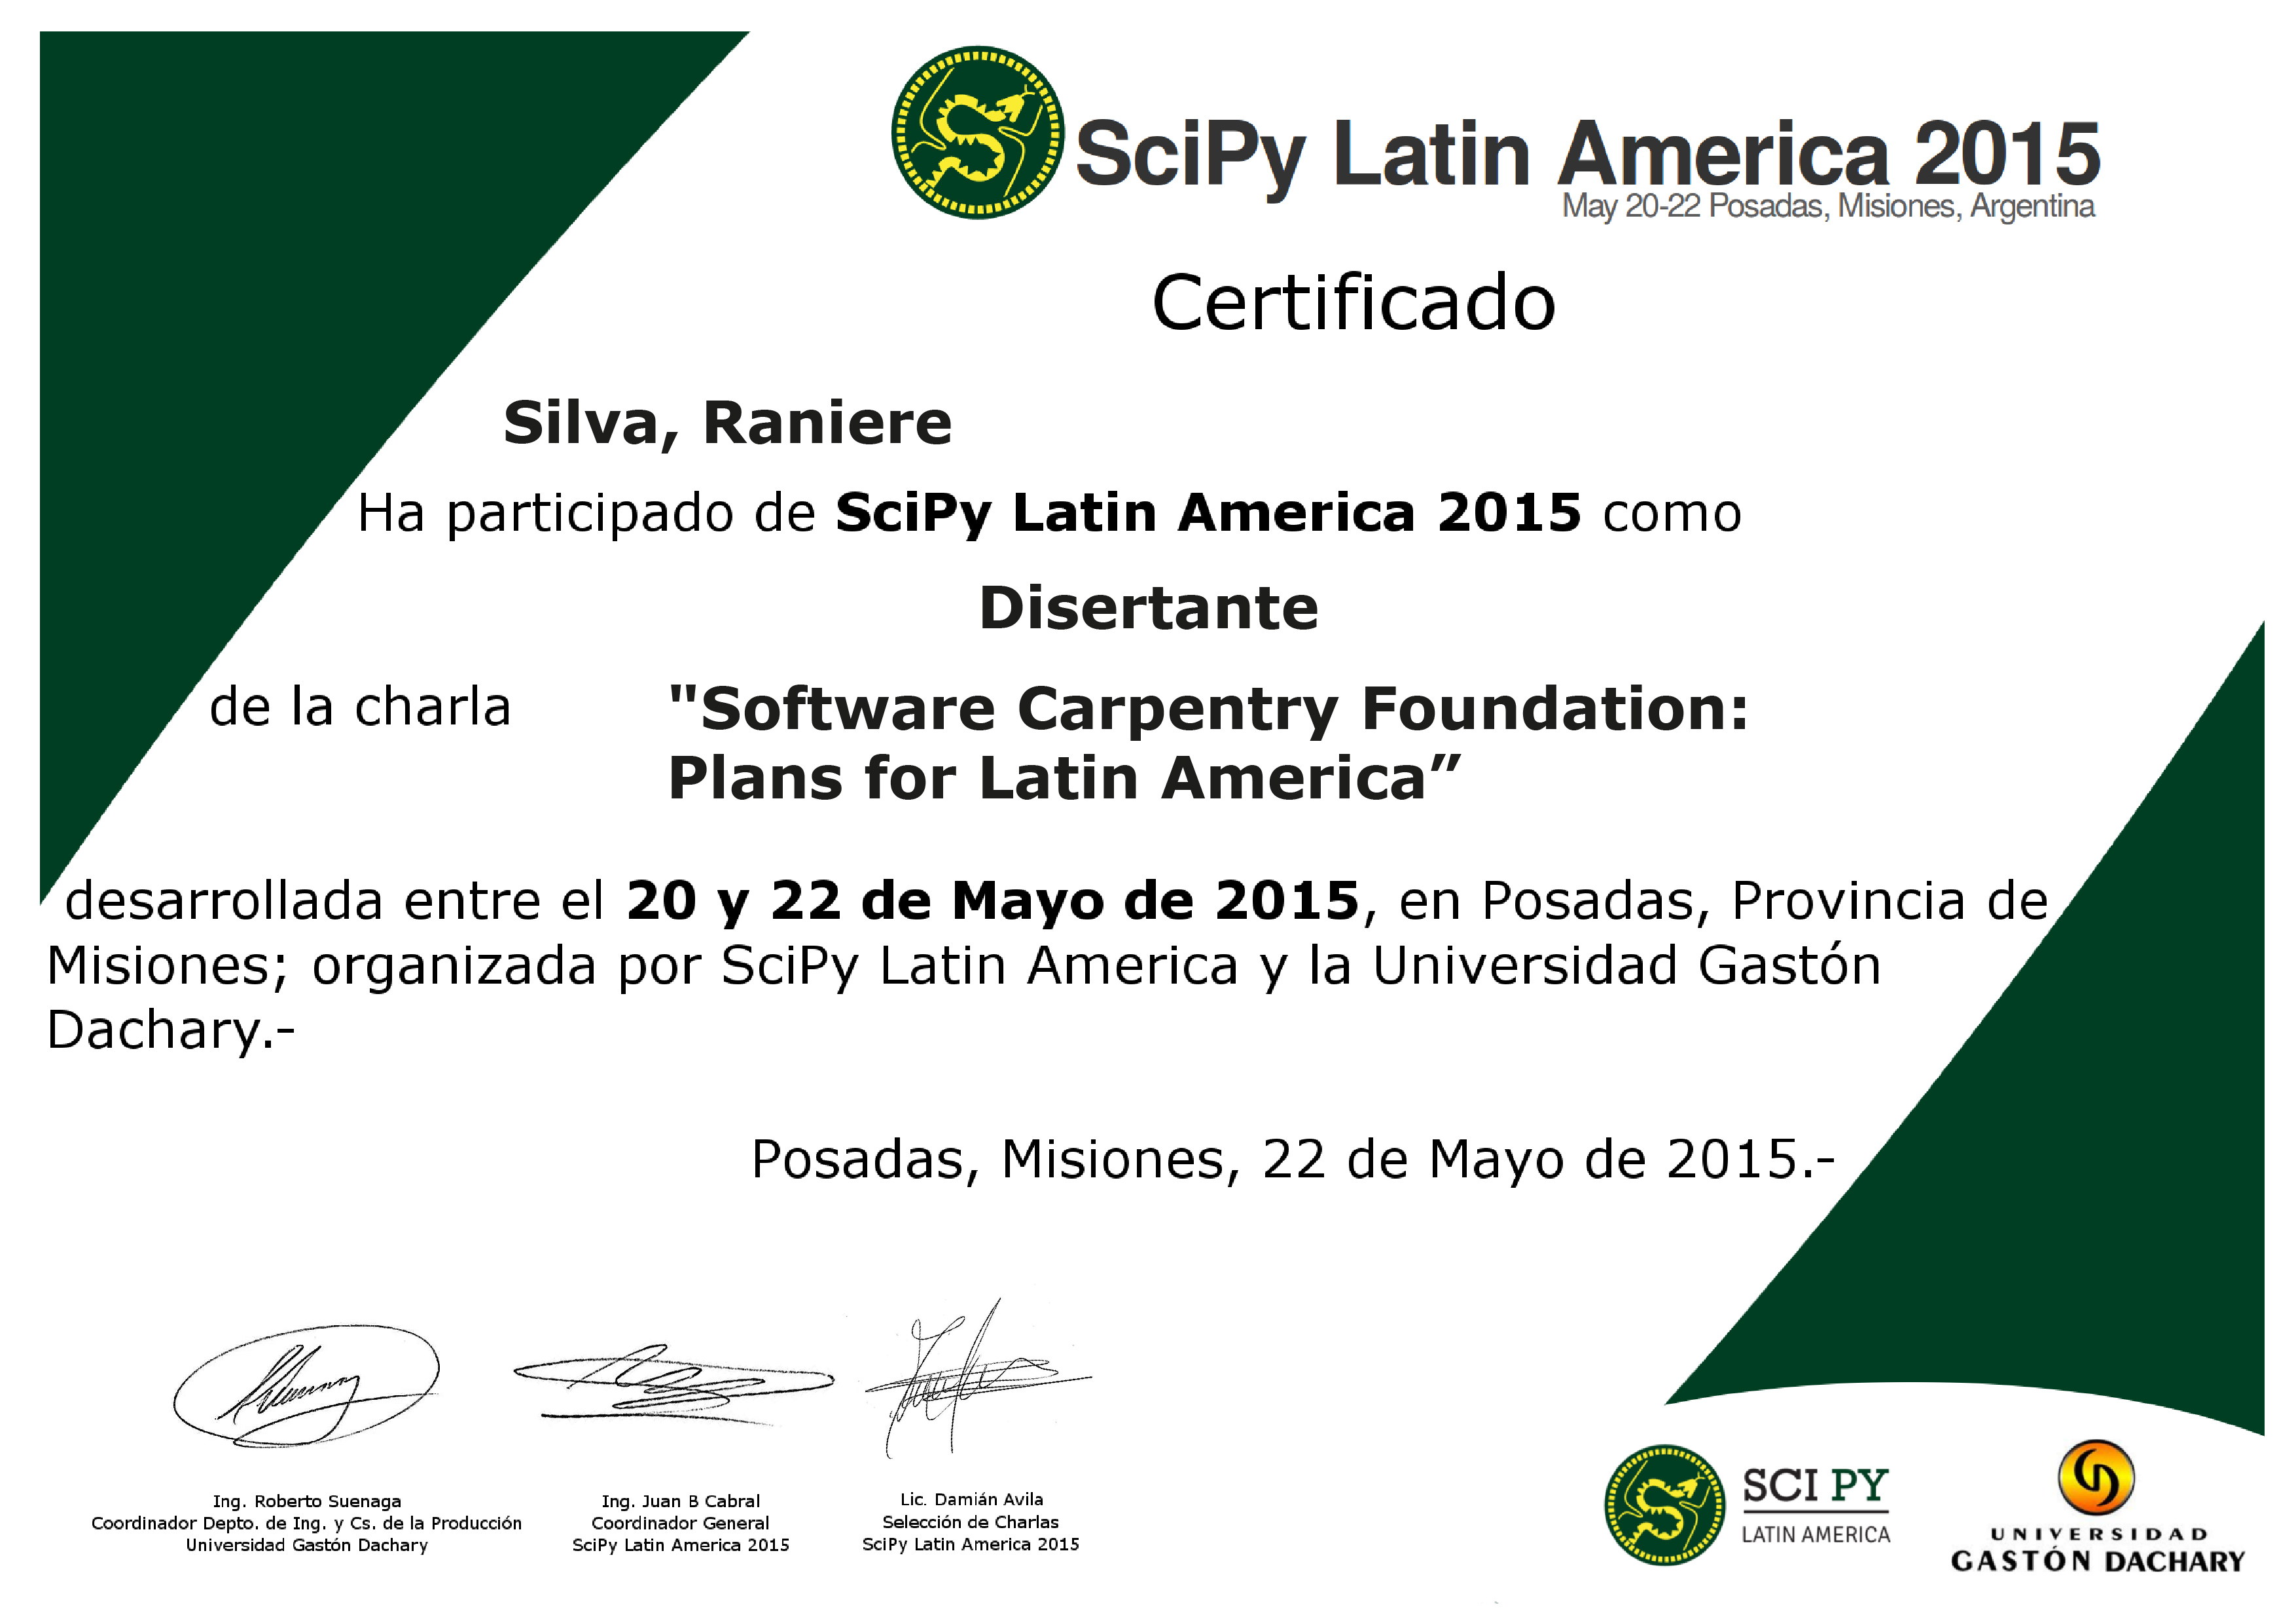 SciPy Latin America 2015
May 20-22 Posadas, Misiones, Argentina
Certificado
Silva, Raniere
Ha participado de SciPy Latin America 2015 como
Disertante
de la charla "Software Carpentry Foundation:
Plans for Latin America”
desarrollada entre el 20 y 22 de Mayo de 2015, en Posadas, Provincia de
Misiones; organizada por SciPy Latin America y la Universidad Gastón
Dachary.-
Posadas, Misiones, 22 de Mayo de 2015.-
Ing. Roberto Suenaga
Coordinador Depto. de Ing. y Cs. de la Producción
Universidad Gastón Dachary
Ing. Juan B Cabral
Coordinador General
SciPy Latin America 2015
Lic. Damián Avila
Selección de Charlas
SciPy Latin America 2015
SCI PY
LATIN AMERICA
UNIVERSIDAD
GASTÓN DACHARY